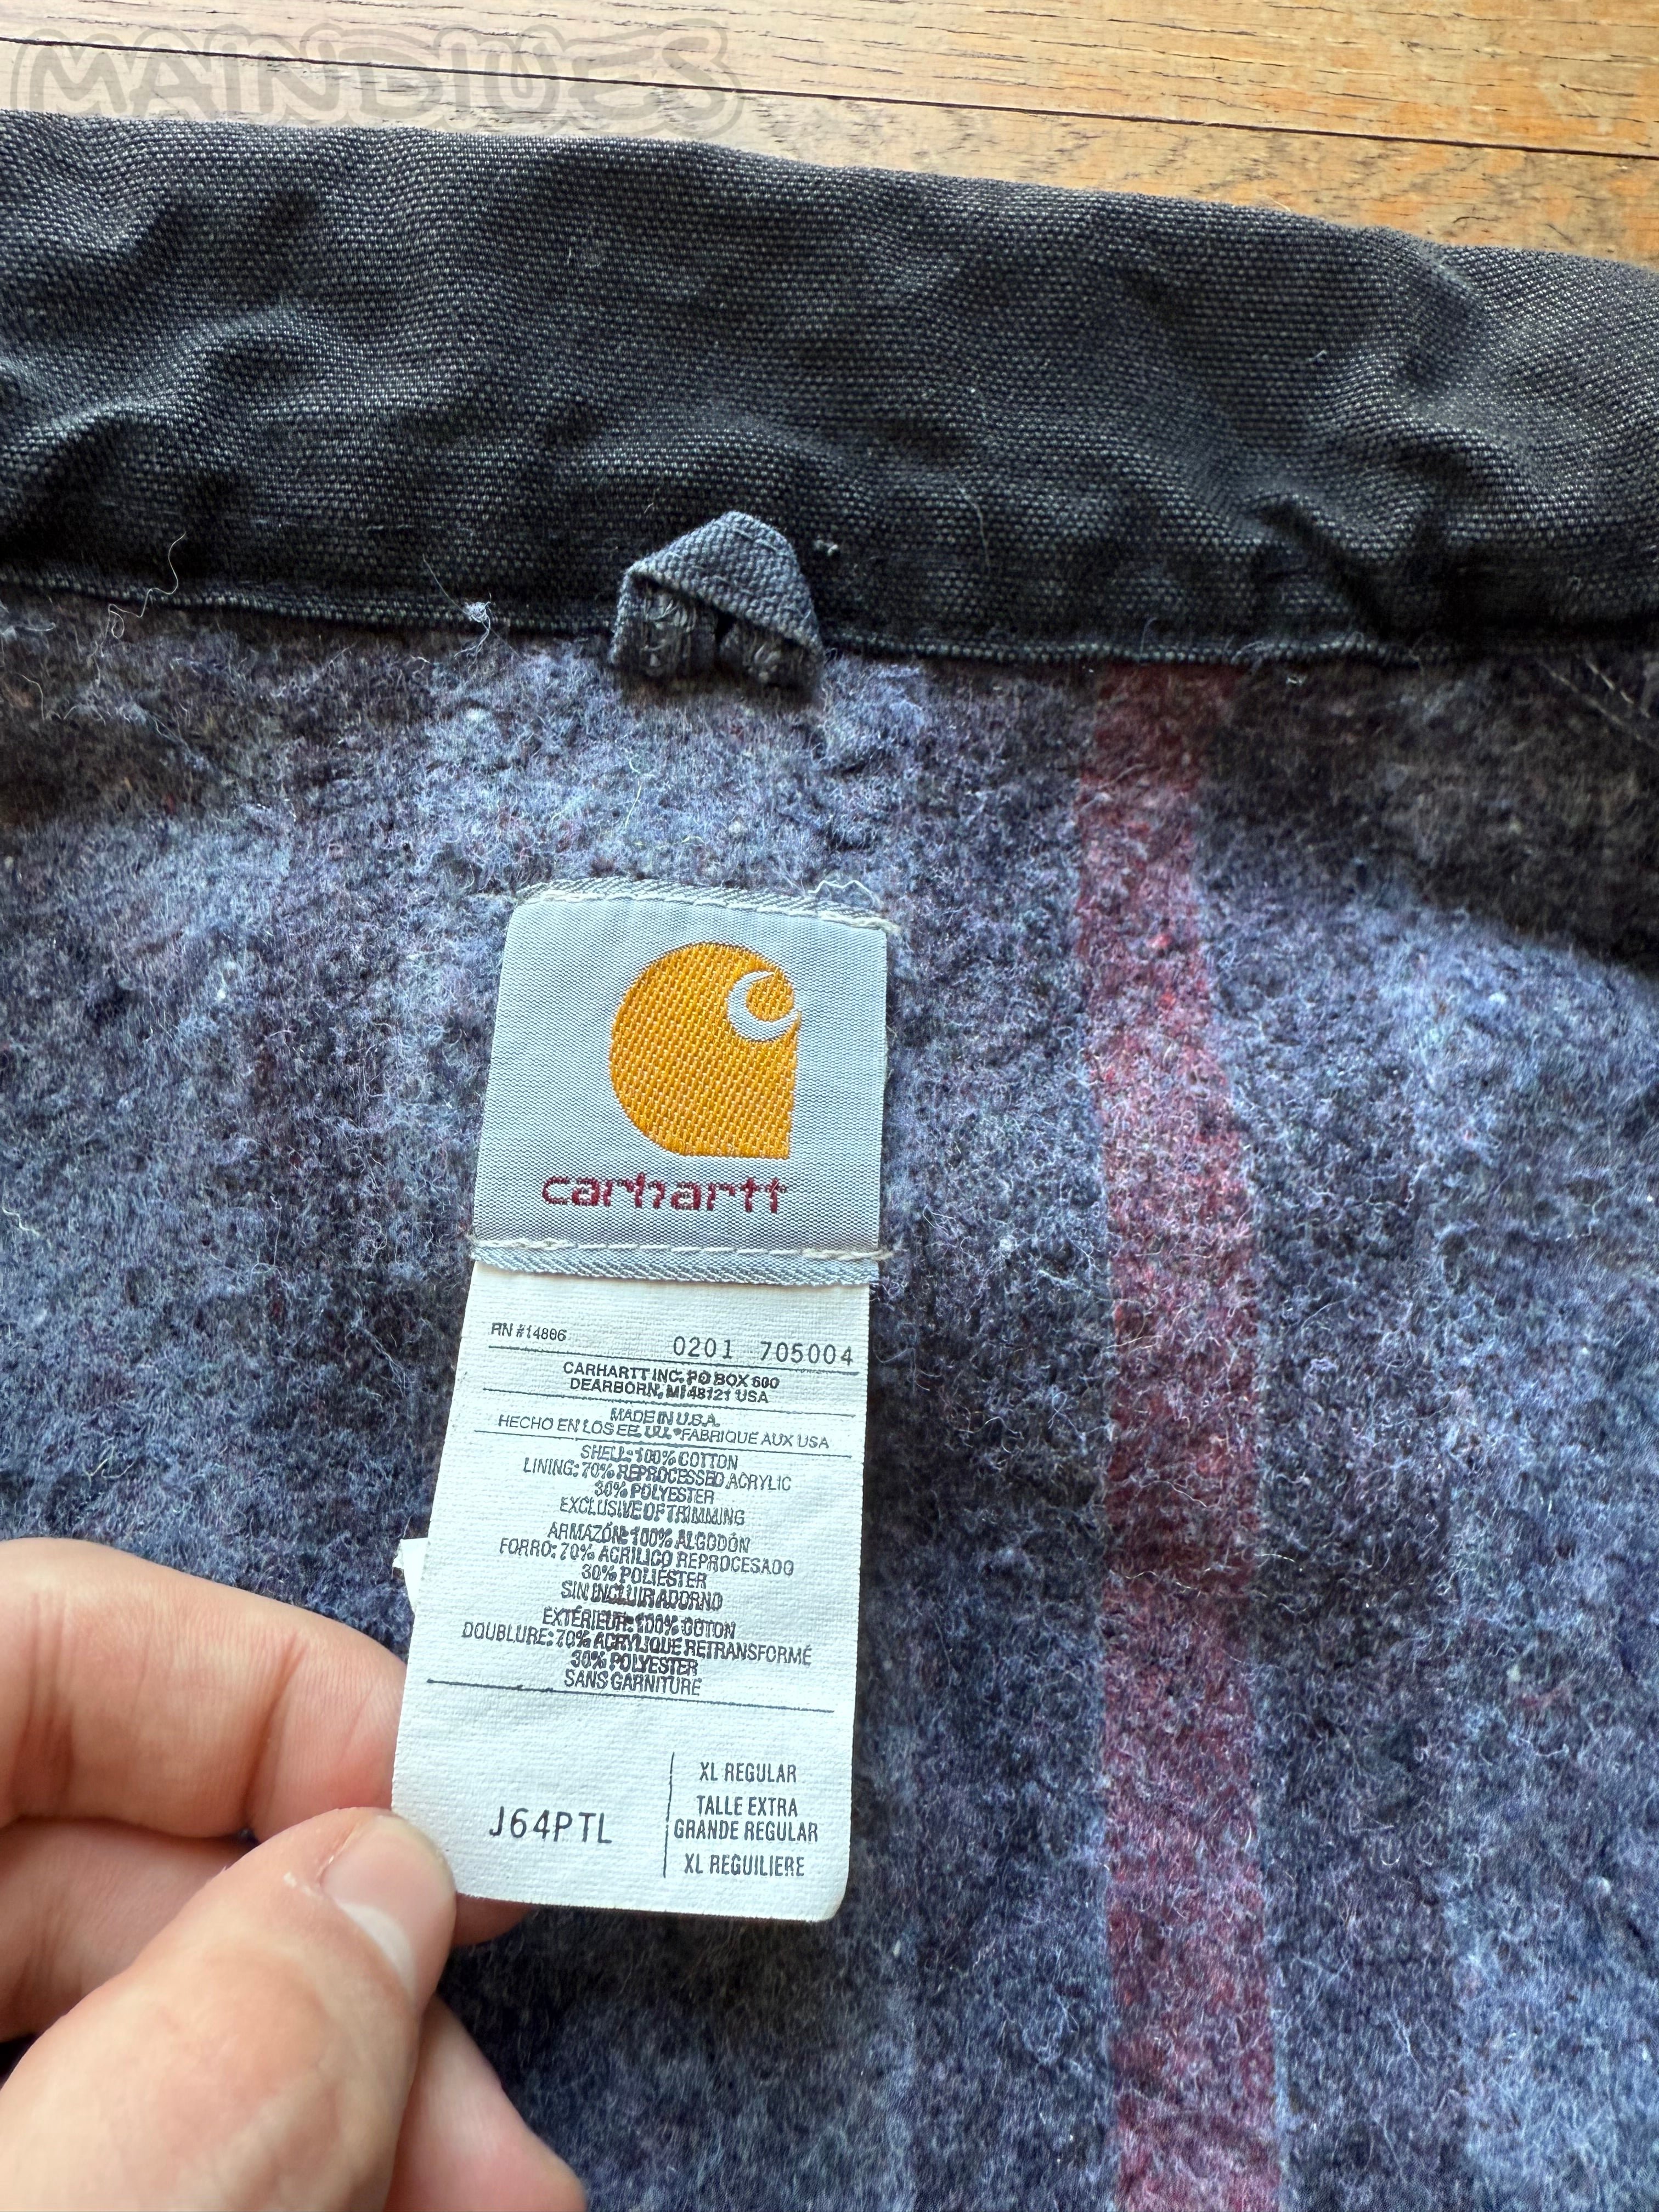 MAINDIUES
carhartt
RN #14806
0201 705004
CARHARTT INC. PO BOX 600
DEARBORN, MI 48121 USA
MADE IN U.S.A.
HECHO EN LOS EE. UU. • FABRIQUE AUX USA
SHELL: 100% COTTON
LINING: 70% REPROCESSED ACRYLIC
30% POLYESTER
EXCLUSIVE OF TRIMMING
ARMAZÓN: 100% ALGODÓN
FORRO: 70% ACRILICO REPROCESADO
30% POLIÉSTER
SIN INCLUIR ADORNO
EXTÉRIEUR: 100% COTON
DOUBLURE: 70% ACRYLIQUE RETRANSFORMÉ
30% POLYESTER
SANS GARNITURE
J64PTL
XL REGULAR
TALLE EXTRA
GRANDE REGULAR
XL REGUILIERE